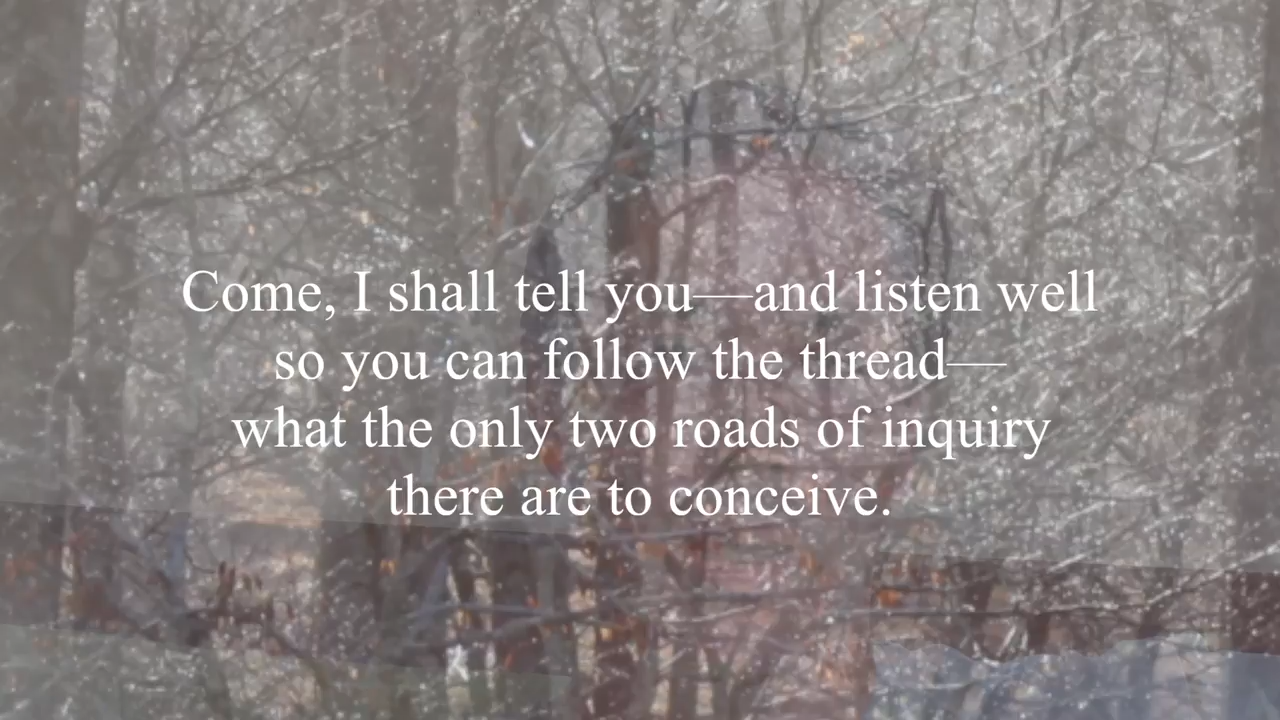 Come, I shall tell you—and listen well
so you can follow the thread—
what the only two roads of inquiry
there are to conceive.